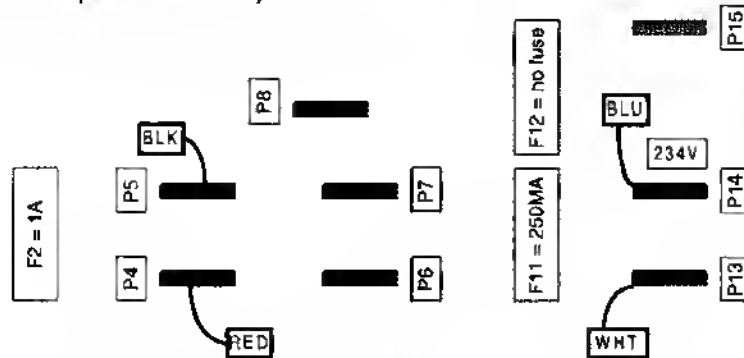 P15
P8
F12 = no fuse
BLK
BLU
234V
F2 = 1A
P5
P7
F11 = 250MA
P14
P4
P6
P13
RED
WHT